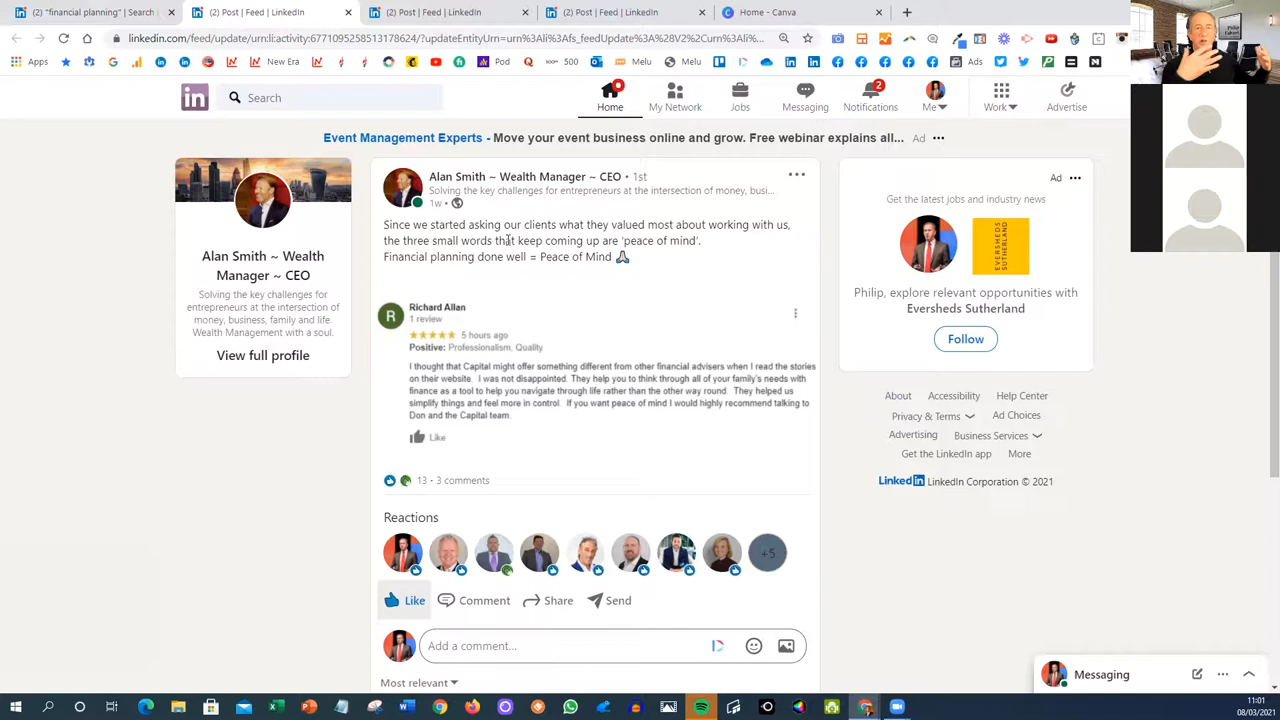 (2) "financial planning" | Search |
(2) Post | Feed | LinkedIn
(2) Post | Feed | LinkedIn
(2) Post | Feed | LinkedIn
Home - Canva
linkedin.com/feed/update/urn:li:activity:6771095258513178624/?updateEntityUrn=urn%3Ali%3Afs_feedUpdate%3A%28V2%2Curn%3Ali%...
Apps
New
500
Melu
Melu
Pod
Ads
in
Search
Home
My Network
Jobs
Messaging
2
Notifications
Me
Work
Advertise
Event Management Experts - Move your event business online and grow. Free webinar explains all...
Ad
Alan Smith ~ Wealth
Manager ~ CEO
Solving the key challenges for
entrepreneurs at the intersection of
money, business, family and life.
Wealth Management with a soul.
View full profile
Alan Smith ~ Wealth Manager ~ CEO • 1st
Solving the key challenges for entrepreneurs at the intersection of money, busi...
1w •
Since we started asking our clients what they valued most about working with us,
the three small words that keep coming up are 'peace of mind'.
Financial planning done well = Peace of Mind 🙏🏼
R
Richard Allan
1 review
5 hours ago
Positive: Professionalism, Quality
I thought that Capital might offer something different from other financial advisers when I read the stories
on their website. I was not disappointed. They help you to think through all of your family's needs with
finance as a tool to help you navigate through life rather than the other way round. They helped us
simplify things and feel more in control. If you want peace of mind I would highly recommend talking to
Don and the Capital team.
Like
13 · 3 comments
Reactions
+5
Like
Comment
Share
Send
Add a comment...
Most relevant
Ad
Get the latest jobs and industry news
EVERSHEDS
SUTHERLAND
Philip, explore relevant opportunities with
Eversheds Sutherland
Follow
About
Accessibility
Help Center
Privacy & Terms
Ad Choices
Advertising
Business Services
Get the LinkedIn app
More
LinkedIn LinkedIn Corporation © 2021
Messaging
11:01
08/03/2021